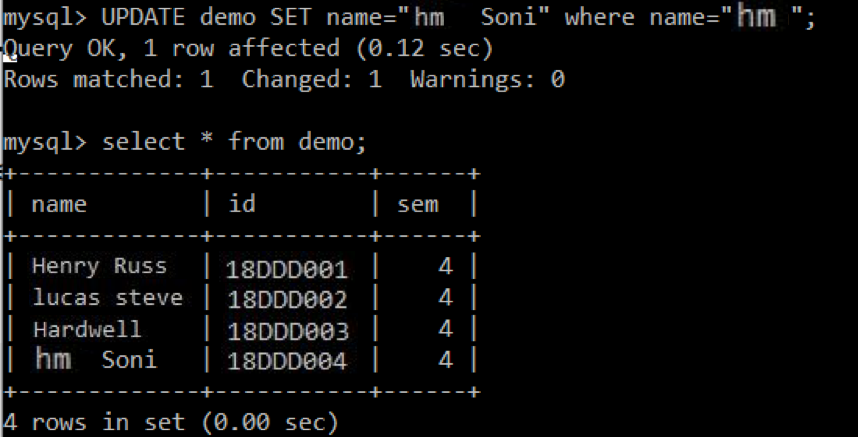 mysql> UPDATE demo SET name="hm   Soni" where name="hm ";
Query OK, 1 row affected (0.12 sec)
Rows matched: 1  Changed: 1  Warnings: 0
mysql> select * from demo;
+-------------+-----------+------+
| name        | id        | sem  |
+-------------+-----------+------+
| Henry Russ  | 18DDD001  |    4 |
| lucas steve | 18DDD002  |    4 |
| Hardwell    | 18DDD003  |    4 |
| hm   Soni   | 18DDD004  |    4 |
+-------------+-----------+------+
4 rows in set (0.00 sec)